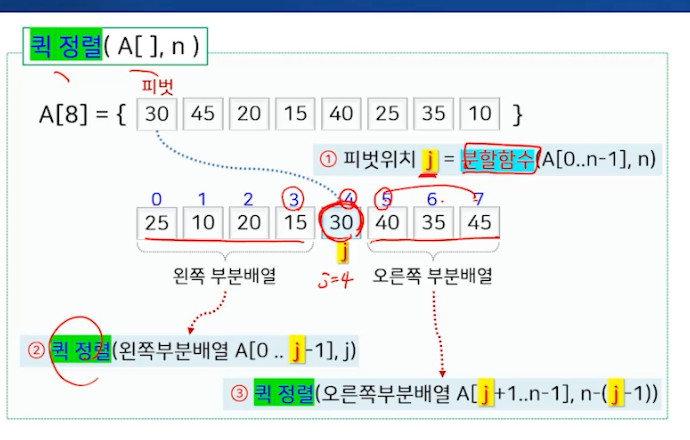 퀵 정렬( A[ ], n )
피벗
A[8] = { 30 45 20 15 40 25 35 10 }
① 피벗위치 j = 분할함수(A[0..n-1], n)
0 1 2 3 4 5 6 7
25 10 20 15 30 40 35 45
j
왼쪽 부분배열 j=4 오른쪽 부분배열
② 퀵 정렬(왼쪽부분배열 A[0 .. j-1], j)
③ 퀵 정렬(오른쪽부분배열 A[j+1..n-1], n-(j-1))